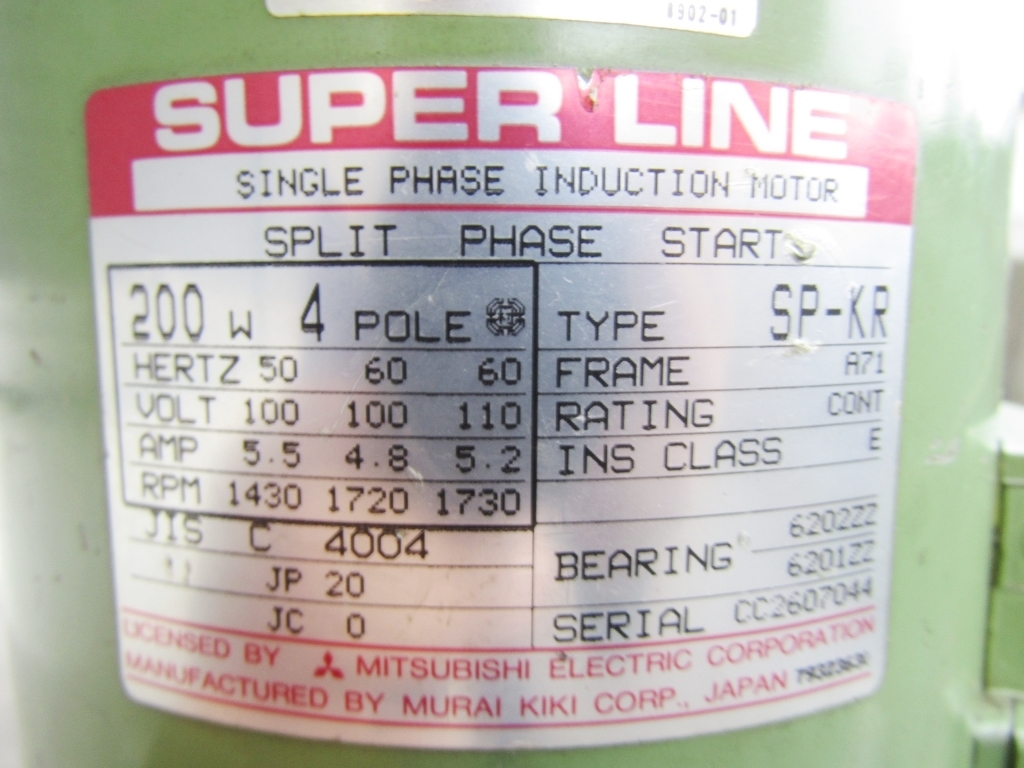 8902-01
SUPER LINE
SINGLE PHASE INDUCTION MOTOR
SPLIT PHASE START
200 W 4 POLE
HERTZ 50 60 60
VOLT 100 100 110
AMP 5.5 4.8 5.2
RPM 1430 1720 1730
JIS C 4004
JP 20
JC 0
TYPE SP-KR
FRAME A71
RATING CONT
INS CLASS E
BEARING 6202ZZ
6201ZZ
SERIAL CC2607044
LICENSED BY MITSUBISHI ELECTRIC CORPORATION
MANUFACTURED BY MURAI KIKI CORP., JAPAN